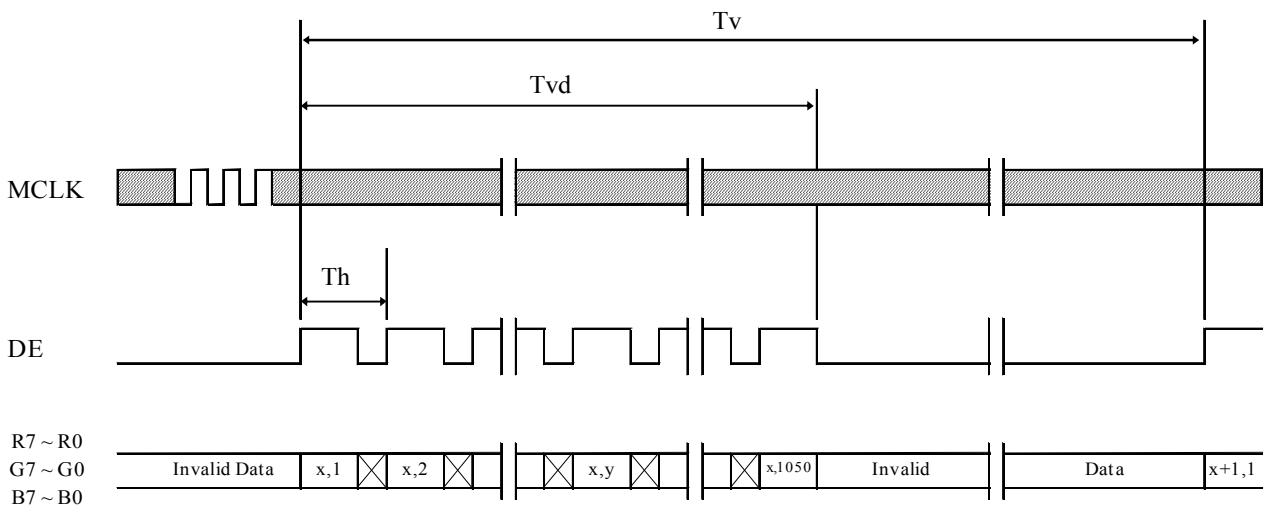 Tv
Tvd
MCLK
Th
DE
R7 ~ R0
G7 ~ G0
B7 ~ B0
Invalid Data x,1 x,2 x,y x,1050 Invalid Data x+1,1